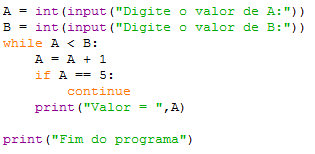 A = int(input("Digite o valor de A:"))
B = int(input("Digite o valor de B:"))
while A < B:
    A = A + 1
    if A == 5:
        continue
    print("Valor = ",A)

print("Fim do programa")